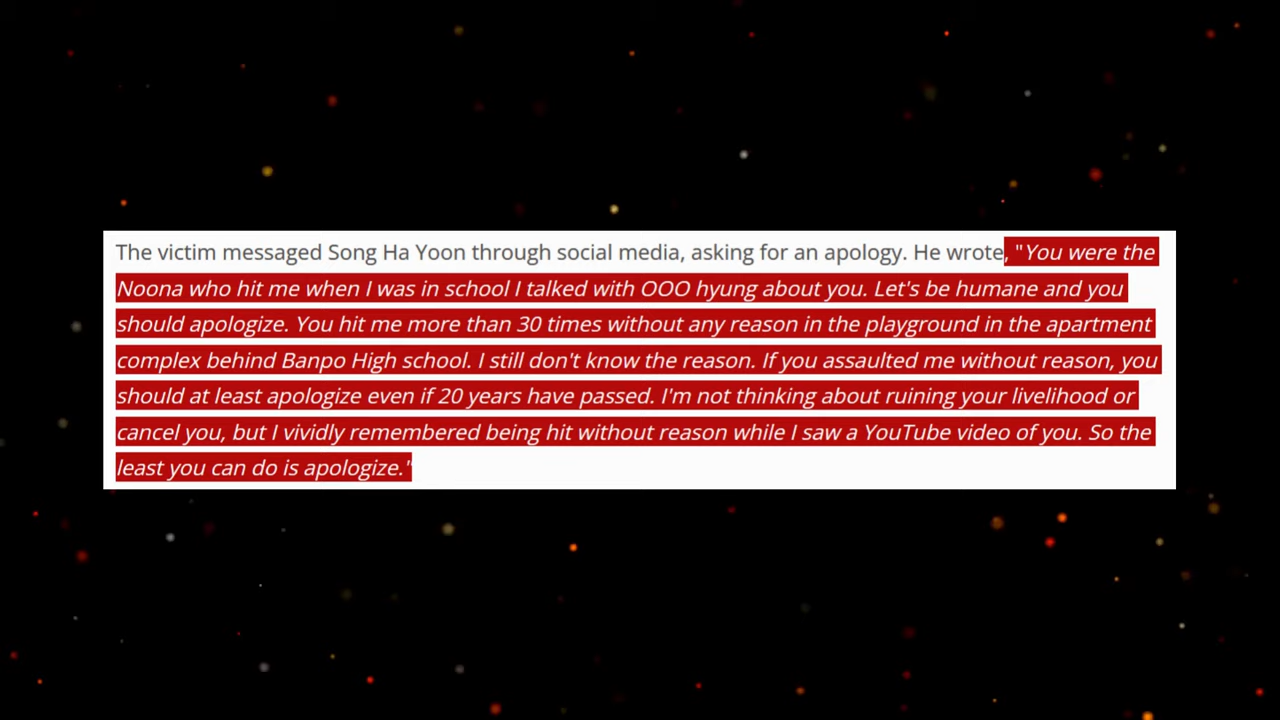 The victim messaged Song Ha Yoon through social media, asking for an apology. He wrote, "You were the
Noona who hit me when I was in school I talked with OOO hyung about you. Let's be humane and you
should apologize. You hit me more than 30 times without any reason in the playground in the apartment
complex behind Banpo High school. I still don't know the reason. If you assaulted me without reason, you
should at least apologize even if 20 years have passed. I'm not thinking about ruining your livelihood or
cancel you, but I vividly remembered being hit without reason while I saw a YouTube video of you. So the
least you can do is apologize."